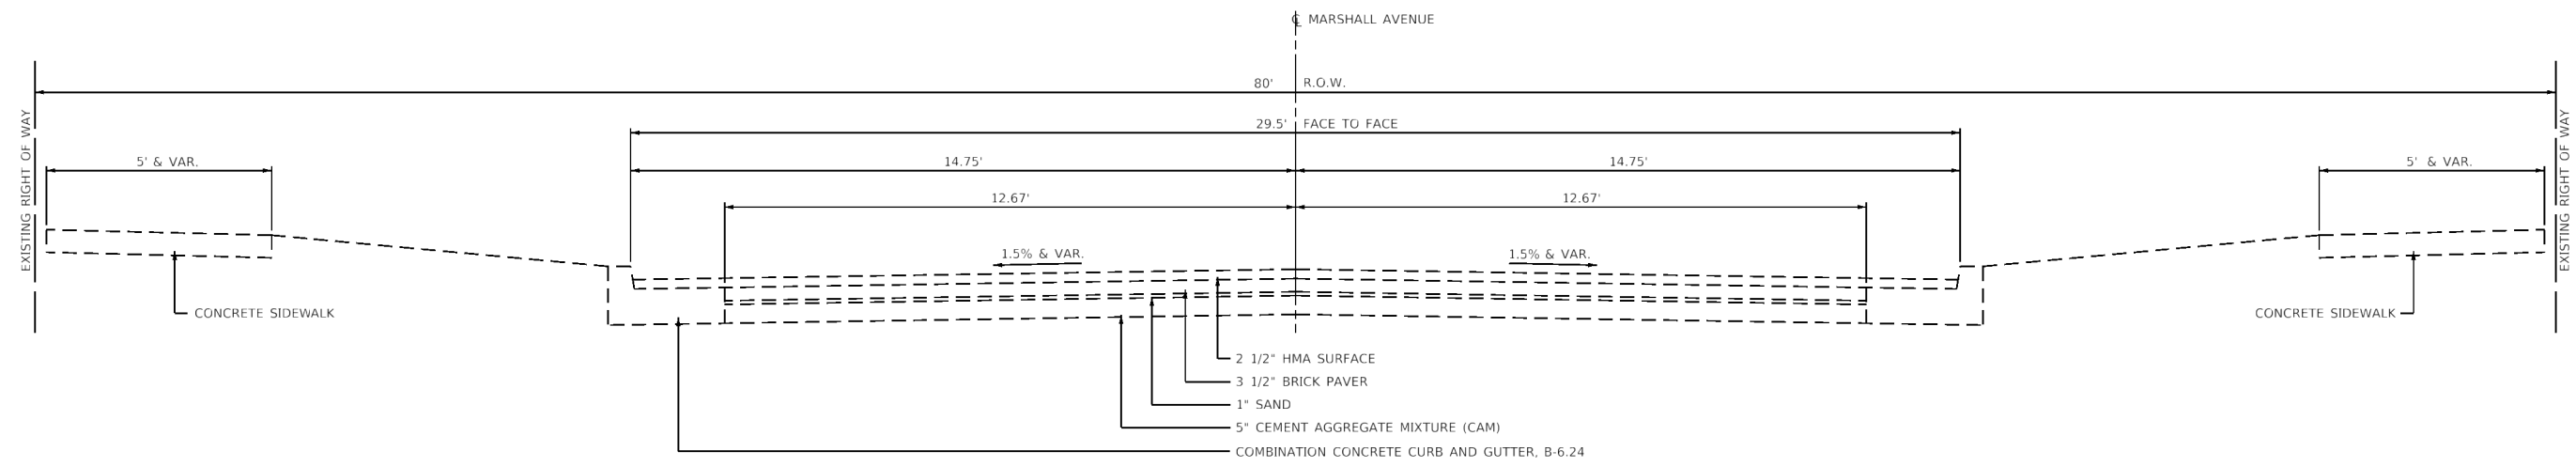 ℄ MARSHALL AVENUE
80' R.O.W.
29.5' FACE TO FACE
5' & VAR.
14.75'
14.75'
5' & VAR.
12.67'
12.67'
EXISTING RIGHT OF WAY
EXISTING RIGHT OF WAY
1.5% & VAR.
1.5% & VAR.
CONCRETE SIDEWALK
CONCRETE SIDEWALK
2 1/2" HMA SURFACE
3 1/2" BRICK PAVER
1" SAND
5" CEMENT AGGREGATE MIXTURE (CAM)
COMBINATION CONCRETE CURB AND GUTTER, B-6.24